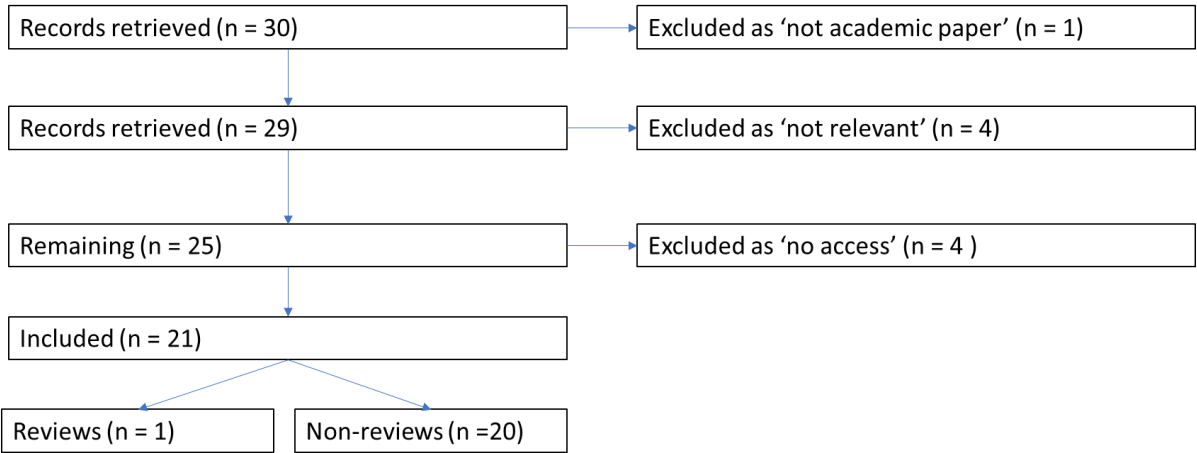 Records retrieved (n = 30)
Excluded as ‘not academic paper’ (n = 1)
Records retrieved (n = 29)
Excluded as ‘not relevant’ (n = 4)
Remaining (n = 25)
Excluded as ‘no access’ (n = 4 )
Included (n = 21)
Reviews (n = 1)
Non-reviews (n =20)